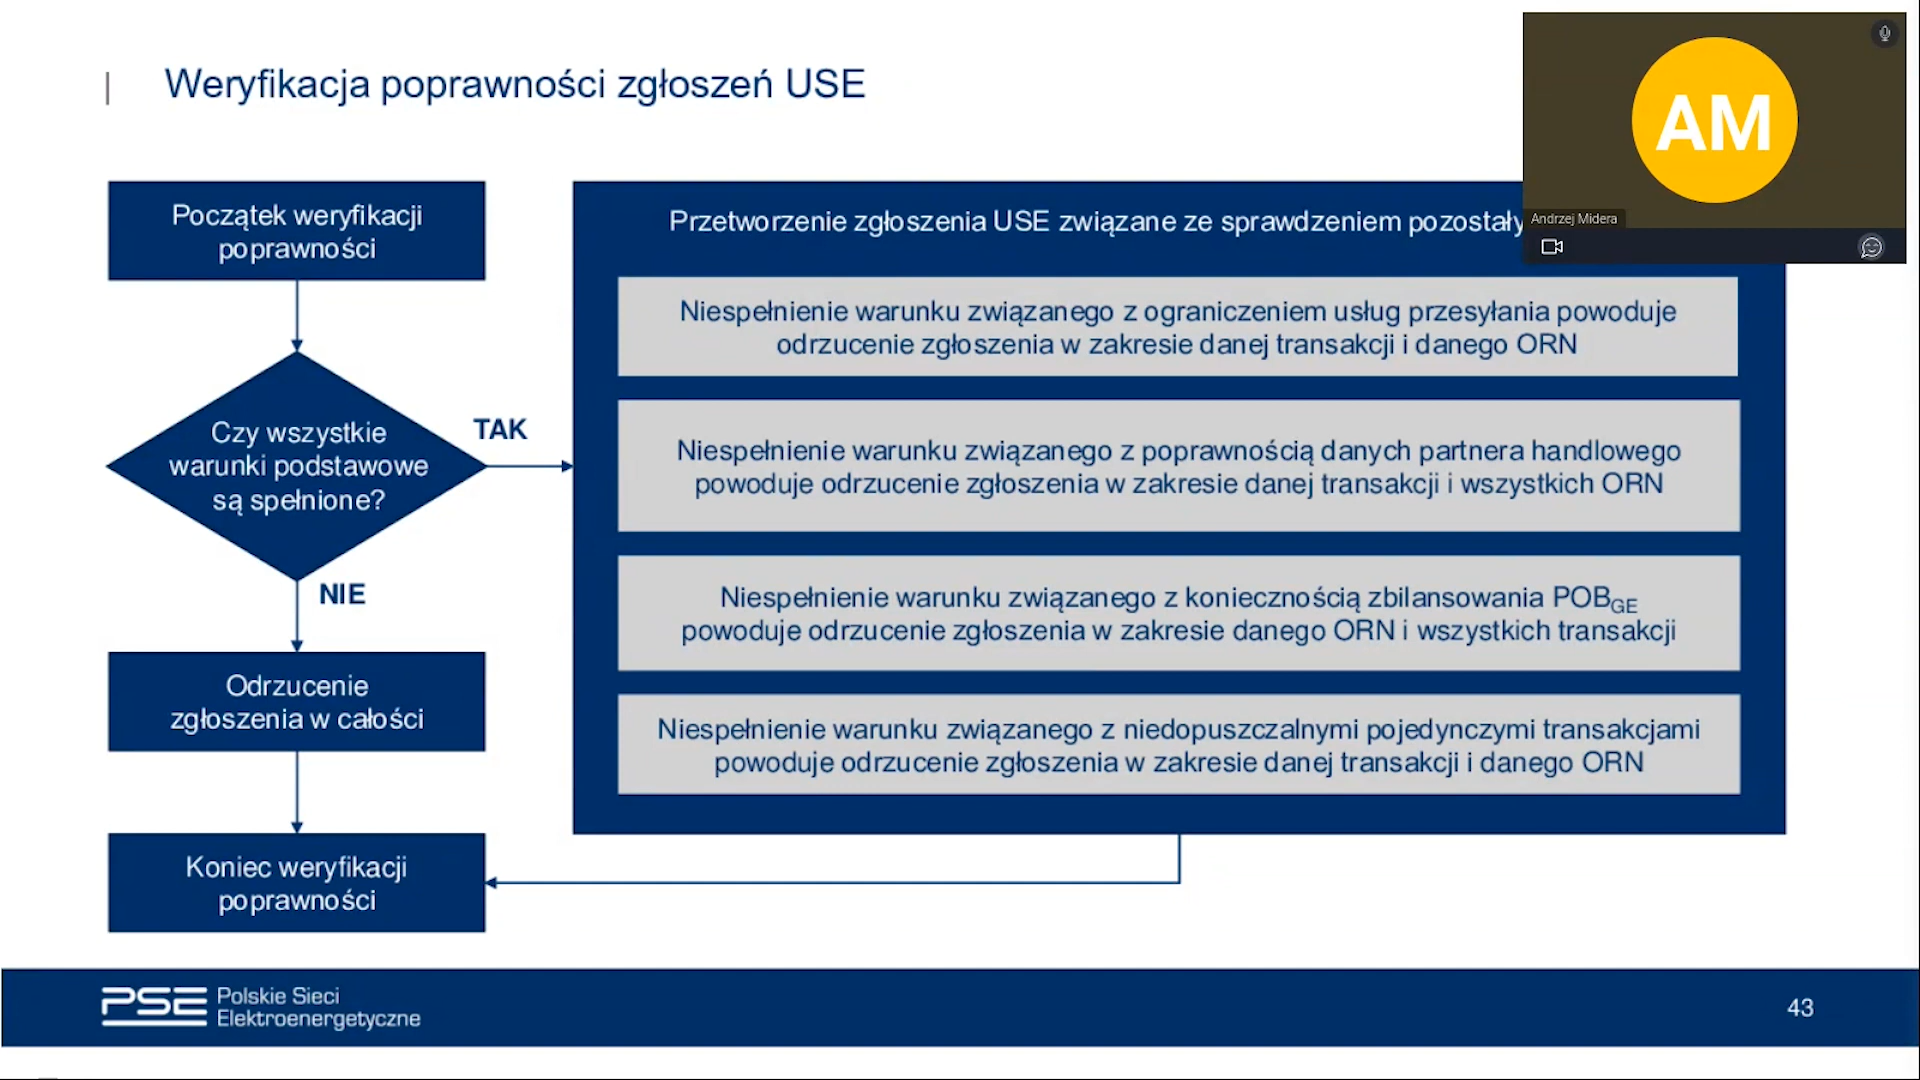 Weryfikacja poprawności zgłoszeń USE
AM
Andrzej Midera
Początek weryfikacji
poprawności
Czy wszystkie
warunki podstawowe
są spełnione?
TAK
NIE
Odrzucenie
zgłoszenia w całości
Koniec weryfikacji
poprawności
Przetworzenie zgłoszenia USE związane ze sprawdzeniem
Niespełnienie warunku związanego z ograniczeniem usług przesyłania powoduje
odrzucenie zgłoszenia w zakresie danej transakcji i danego ORN
Niespełnienie warunku związanego z poprawnością danych partnera handlowego
powoduje odrzucenie zgłoszenia w zakresie danej transakcji i wszystkich ORN
Niespełnienie warunku związanego z koniecznością zbilansowania POBGE
powoduje odrzucenie zgłoszenia w zakresie danego ORN i wszystkich transakcji
Niespełnienie warunku związanego z niedopuszczalnymi pojedynczymi transakcjami
powoduje odrzucenie zgłoszenia w zakresie danej transakcji i danego ORN
PSE
Polskie Sieci
Elektroenergetyczne
43